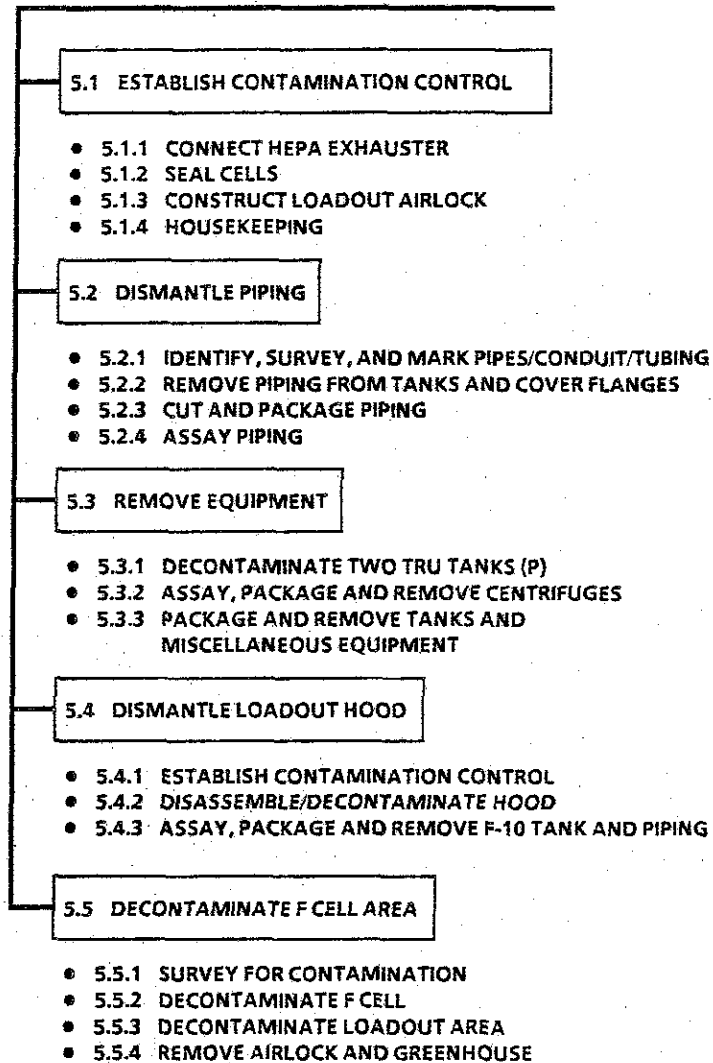 5.1 ESTABLISH CONTAMINATION CONTROL
• 5.1.1 CONNECT HEPA EXHAUSTER
• 5.1.2 SEAL CELLS
• 5.1.3 CONSTRUCT LOADOUT AIRLOCK
• 5.1.4 HOUSEKEEPING
5.2 DISMANTLE PIPING
• 5.2.1 IDENTIFY, SURVEY, AND MARK PIPES/CONDUIT/TUBING
• 5.2.2 REMOVE PIPING FROM TANKS AND COVER FLANGES
• 5.2.3 CUT AND PACKAGE PIPING
• 5.2.4 ASSAY PIPING
5.3 REMOVE EQUIPMENT
• 5.3.1 DECONTAMINATE TWO TRU TANKS (P)
• 5.3.2 ASSAY, PACKAGE AND REMOVE CENTRIFUGES
• 5.3.3 PACKAGE AND REMOVE TANKS AND
MISCELLANEOUS EQUIPMENT
5.4 DISMANTLE LOADOUT HOOD
• 5.4.1 ESTABLISH CONTAMINATION CONTROL
• 5.4.2 DISASSEMBLE/DECONTAMINATE HOOD
• 5.4.3 ASSAY, PACKAGE AND REMOVE F-10 TANK AND PIPING
5.5 DECONTAMINATE F CELL AREA
• 5.5.1 SURVEY FOR CONTAMINATION
• 5.5.2 DECONTAMINATE F CELL
• 5.5.3 DECONTAMINATE LOADOUT AREA
• 5.5.4 REMOVE AIRLOCK AND GREENHOUSE